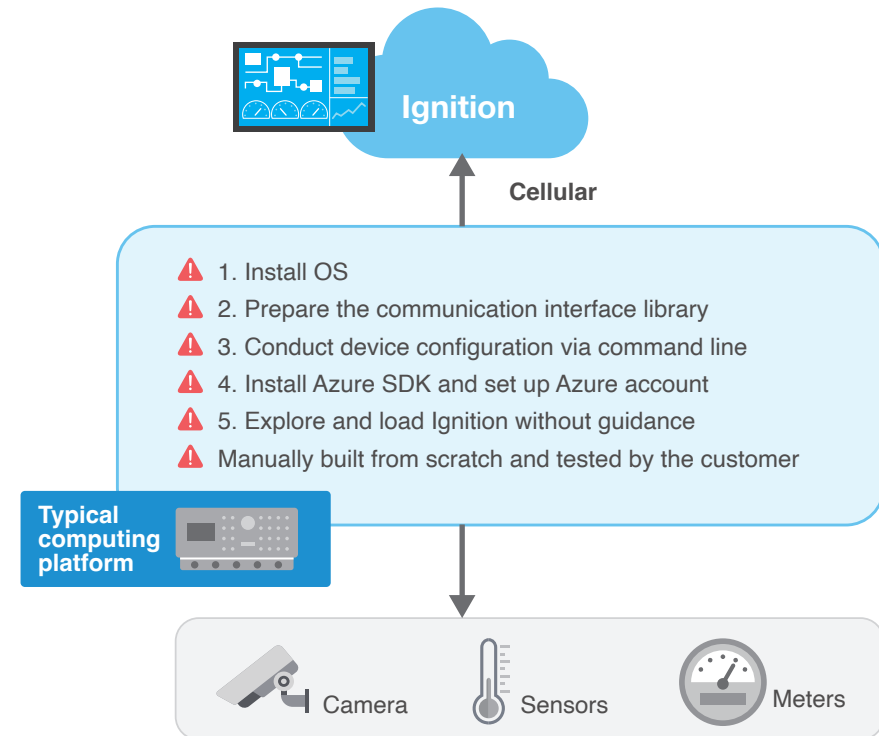 Ignition
Cellular
1. Install OS
2. Prepare the communication interface library
3. Conduct device configuration via command line
4. Install Azure SDK and set up Azure account
5. Explore and load Ignition without guidance
Manually built from scratch and tested by the customer
Typical
computing
platform
Camera
Sensors
Meters